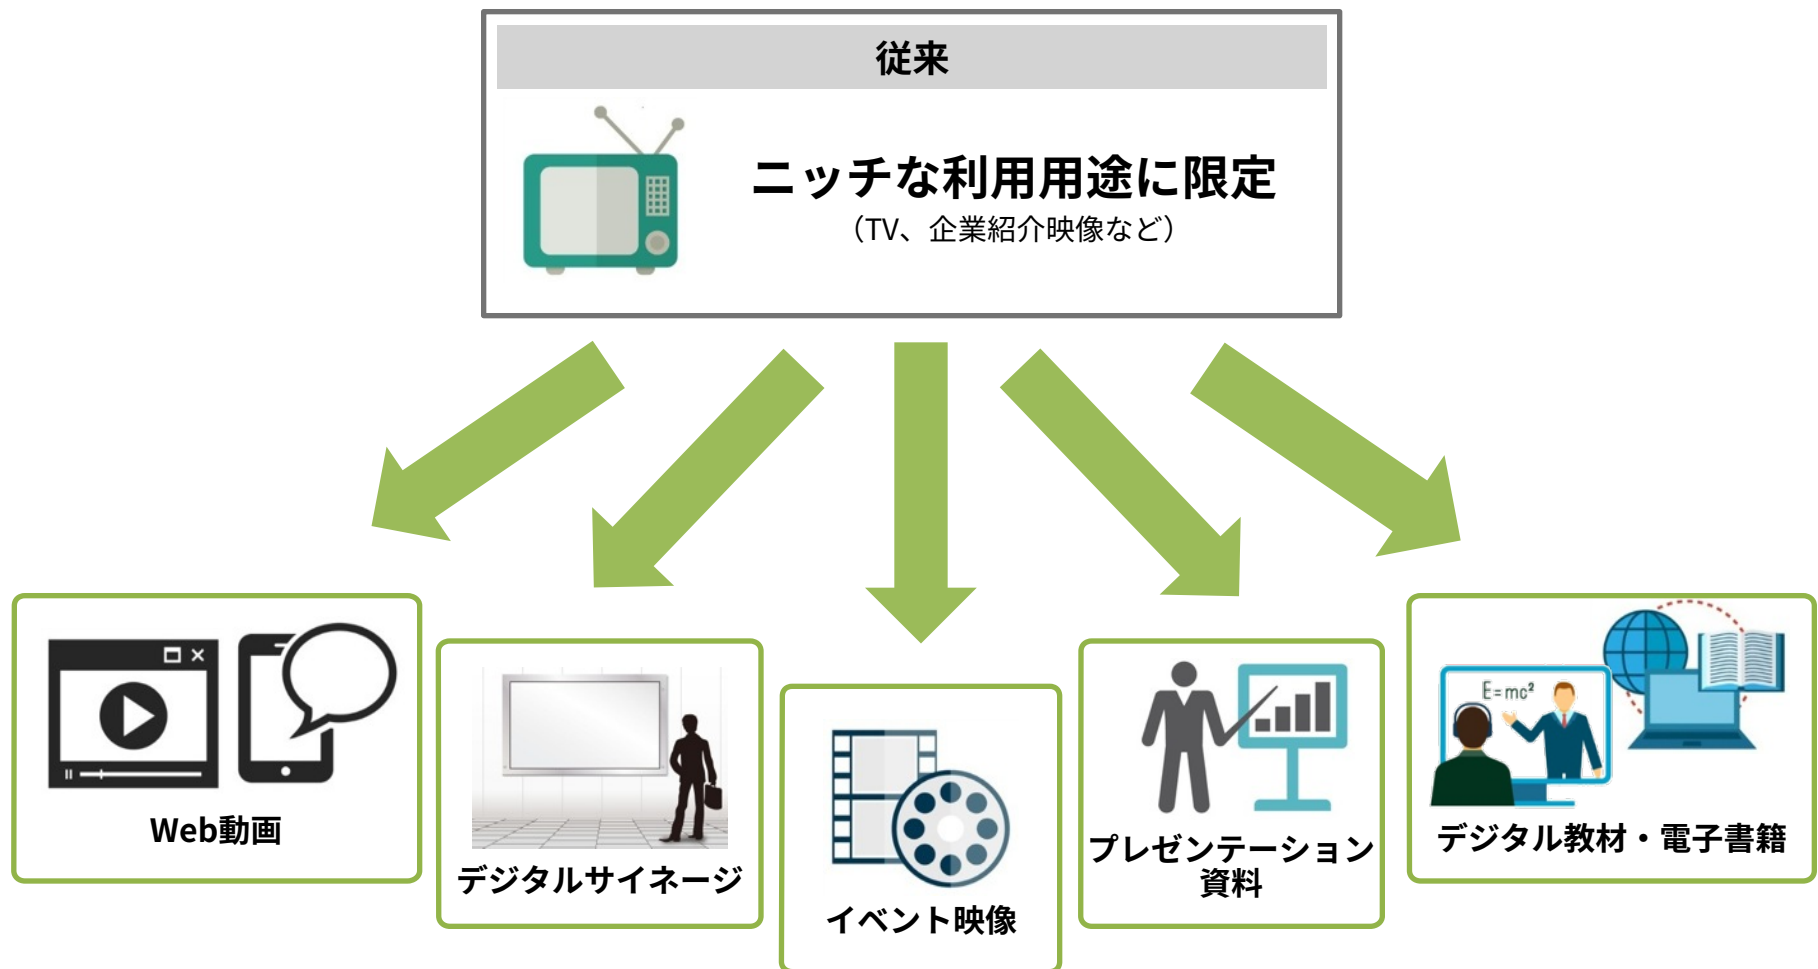 従来
ニッチな利用用途に限定
（TV、企業紹介映像など）
Web動画
デジタルサイネージ
イベント映像
プレゼンテーション
資料
E=mc²
デジタル教材・電子書籍